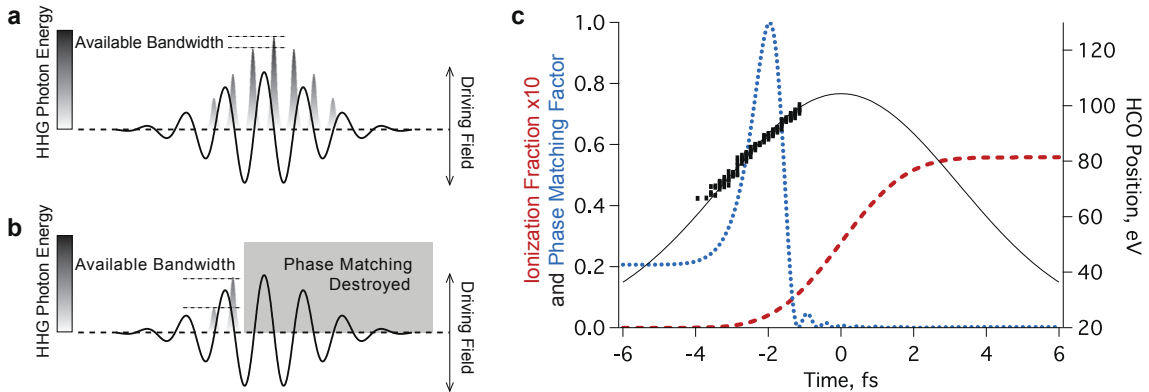 a
HHG Photon Energy
Available Bandwidth
Driving Field
b
HHG Photon Energy
Available Bandwidth
Phase Matching
Destroyed
Driving Field
c
Ionization Fraction x10
and Phase Matching Factor
1.0
0.8
0.6
0.4
0.2
0.0
-6
-4
-2
0
2
4
6
Time, fs
120
100
80
60
40
20
HCO Position, eV